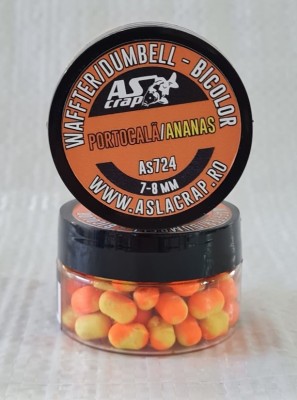 WAFFTER/DUMBELL - BICOLOR
AS
crap
PORTOCALĂ/ANANAS
AS724
7-8 MM
WWW.ASLACRAP.RO